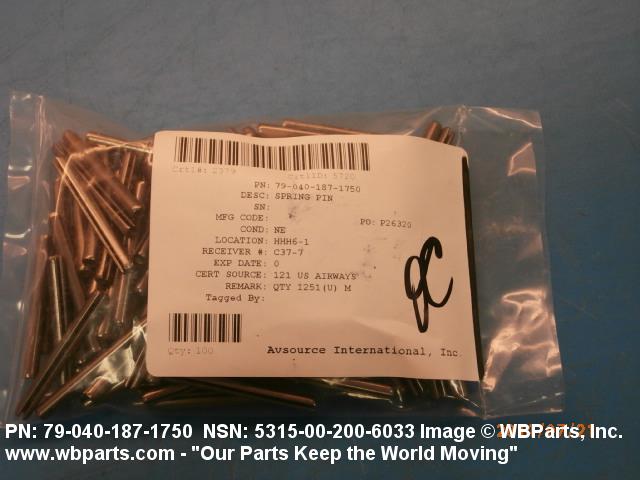 Crtl#: 2379 CrtlID: 5720
PN: 79-040-187-1750
DESC: SPRING PIN
SN:
PO: P26320
MFG CODE:
COND: NE
LOCATION: HHH6-1
RECEIVER #: C37-7
EXP DATE: 0
CERT SOURCE: 121 US AIRWAYS
REMARK: QTY 1251(U) M
Tagged By:
QC
Qty: 100
Avsource International, Inc.
PN: 79-040-187-1750 NSN: 5315-00-200-6033 Image © WBParts, Inc.
www.wbparts.com - "Our Parts Keep the World Moving"